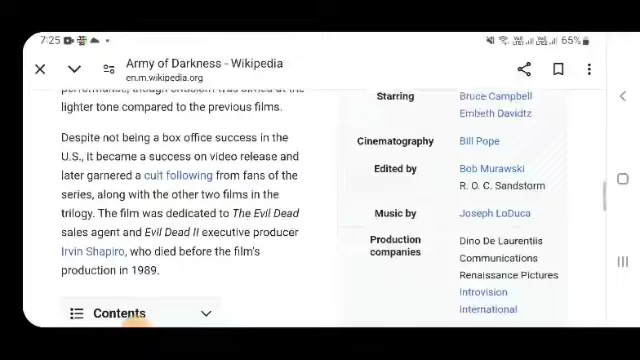 7:25
65%
Army of Darkness - Wikipedia
en.m.wikipedia.org
lighter tone compared to the previous films.
Despite not being a box office success in the
U.S., it became a success on video release and
later garnered a cult following from fans of the
series, along with the other two films in the
trilogy. The film was dedicated to The Evil Dead
sales agent and Evil Dead II executive producer
Irvin Shapiro, who died before the film's
production in 1989.
Contents
Starring
Bruce Campbell
Embeth Davidtz
Cinematography
Bill Pope
Edited by
Bob Murawski
R. O. C. Sandstorm
Music by
Joseph LoDuca
Production
companies
Dino De Laurentiis
Communications
Renaissance Pictures
Introvision
International